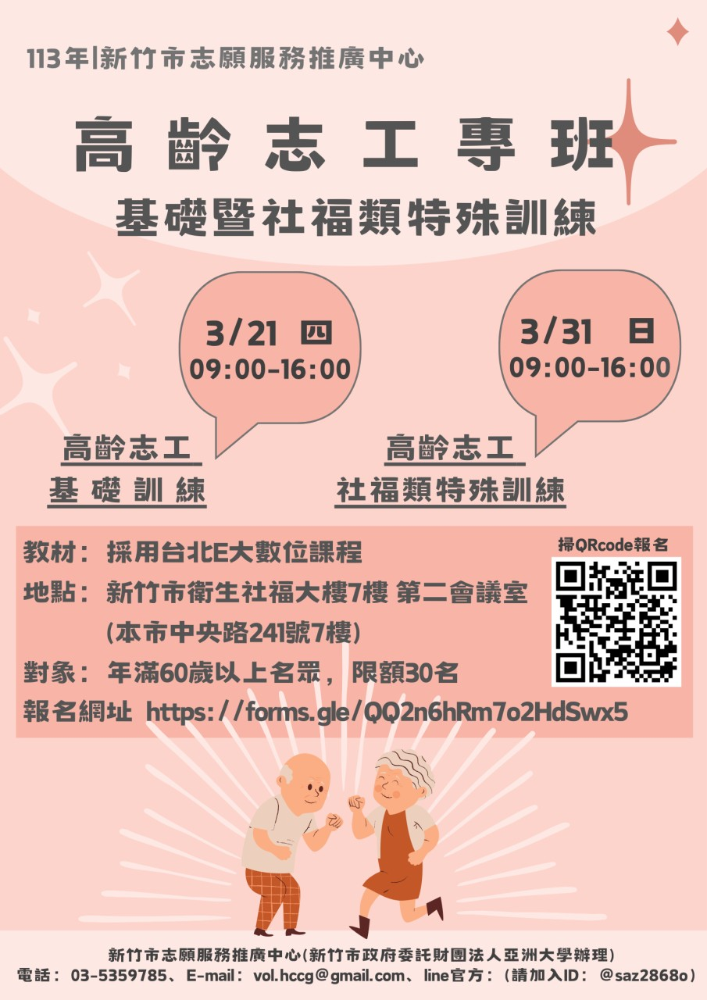 113年|新竹市志願服務推廣中心
高齡志工專班
基礎暨社福類特殊訓練
3/21 四
09:00-16:00
高齡志工
基礎訓練
3/31 日
09:00-16:00
高齡志工
社福類特殊訓練
教材：採用台北E大數位課程
地點：新竹市衛生社福大樓7樓 第二會議室
(本市中央路241號7樓)
對象：年滿60歲以上名眾，限額30名
報名網址 https://forms.gle/QQ2n6hRm7o2HdSwx5
掃QRcode報名
新竹市志願服務推廣中心(新竹市政府委託財團法人亞洲大學辦理)
電話：03-5359785、E-mail：vol.hccg@gmail.com、line官方：(請加入ID：@saz2868o)